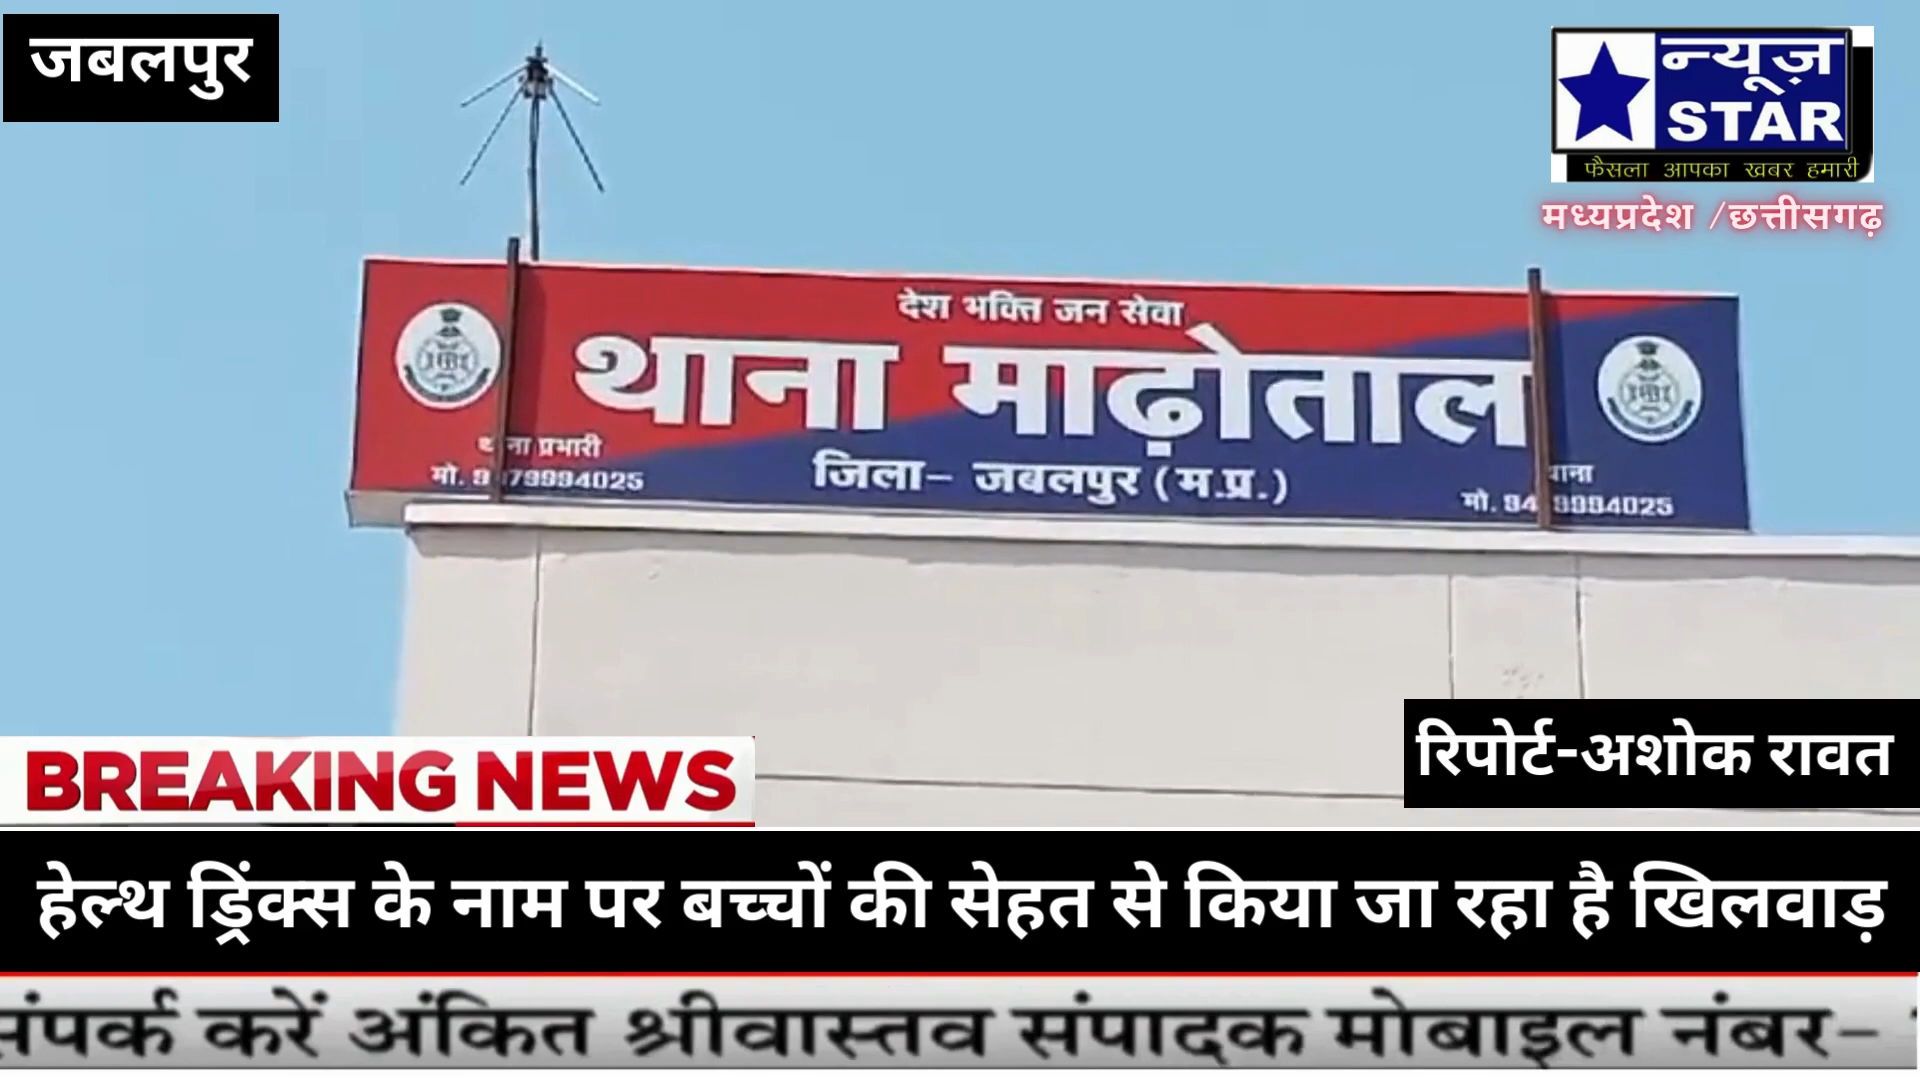 जबलपुर
न्यूज़
STAR
फैसला आपका खबर हमारी
मध्यप्रदेश /छत्तीसगढ़
देश भक्ति जन सेवा
थाना माढ़ोताल
जिला- जबलपुर (म.प्र.)
प्रभारी
मो.
थाना
मो.
रिपोर्ट-अशोक रावत
BREAKING NEWS
हेल्थ ड्रिंक्स के नाम पर बच्चों की सेहत से किया जा रहा है खिलवाड़
संपर्क करें अंकित श्रीवास्तव संपादक मोबाइल नंबर-